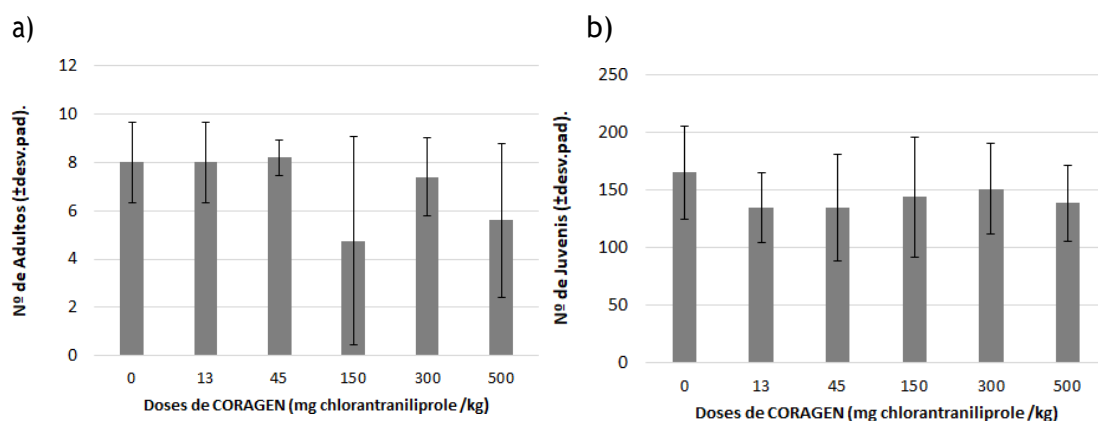 a)
12
10
8
6
4
2
0
Nº de Adultos (±desv.pad).
0 13 45 150 300 500
Doses de CORAGEN (mg chlorantraniliprole /kg)
b)
250
200
150
100
50
0
Nº de Juvenis (±desv.pad).
0 13 45 150 300 500
Doses de CORAGEN (mg chlorantraniliprole /kg)